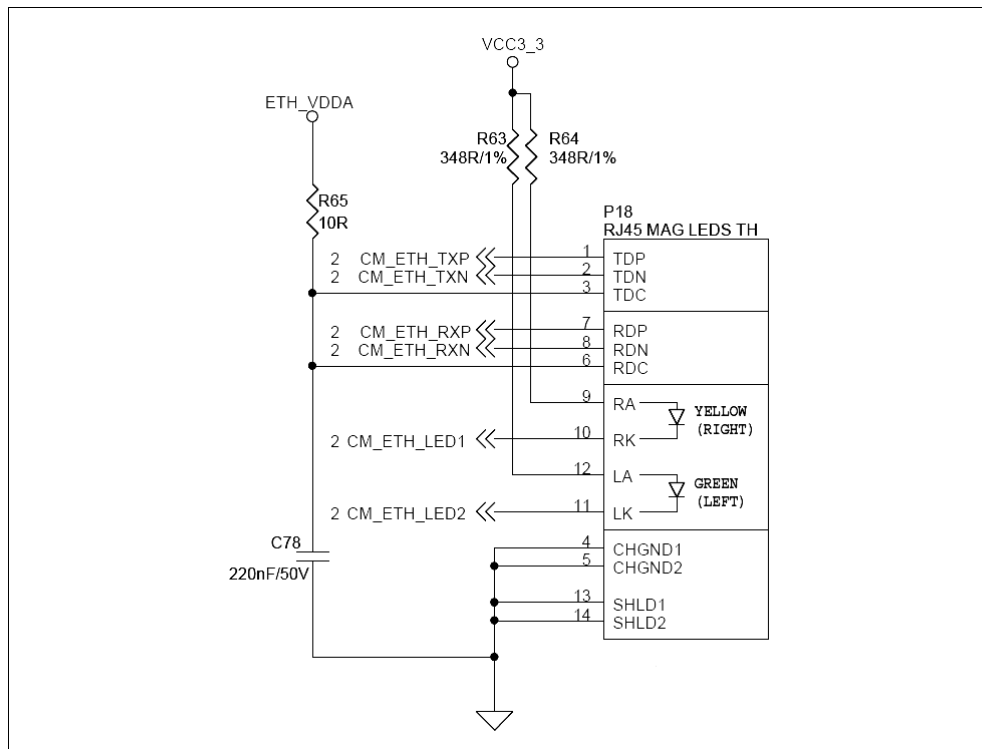 VCC3_3
ETH_VDDA
R63
348R/1%
R64
348R/1%
R65
10R
P18
RJ45 MAG LEDS TH
2 CM_ETH_TXP 1 TDP
2 CM_ETH_TXN 2 TDN
3 TDC
2 CM_ETH_RXP 7 RDP
2 CM_ETH_RXN 8 RDN
6 RDC
9 RA
YELLOW
(RIGHT)
2 CM_ETH_LED1 10 RK
12 LA
GREEN
(LEFT)
2 CM_ETH_LED2 11 LK
C78
220nF/50V
4 CHGND1
5 CHGND2
13 SHLD1
14 SHLD2